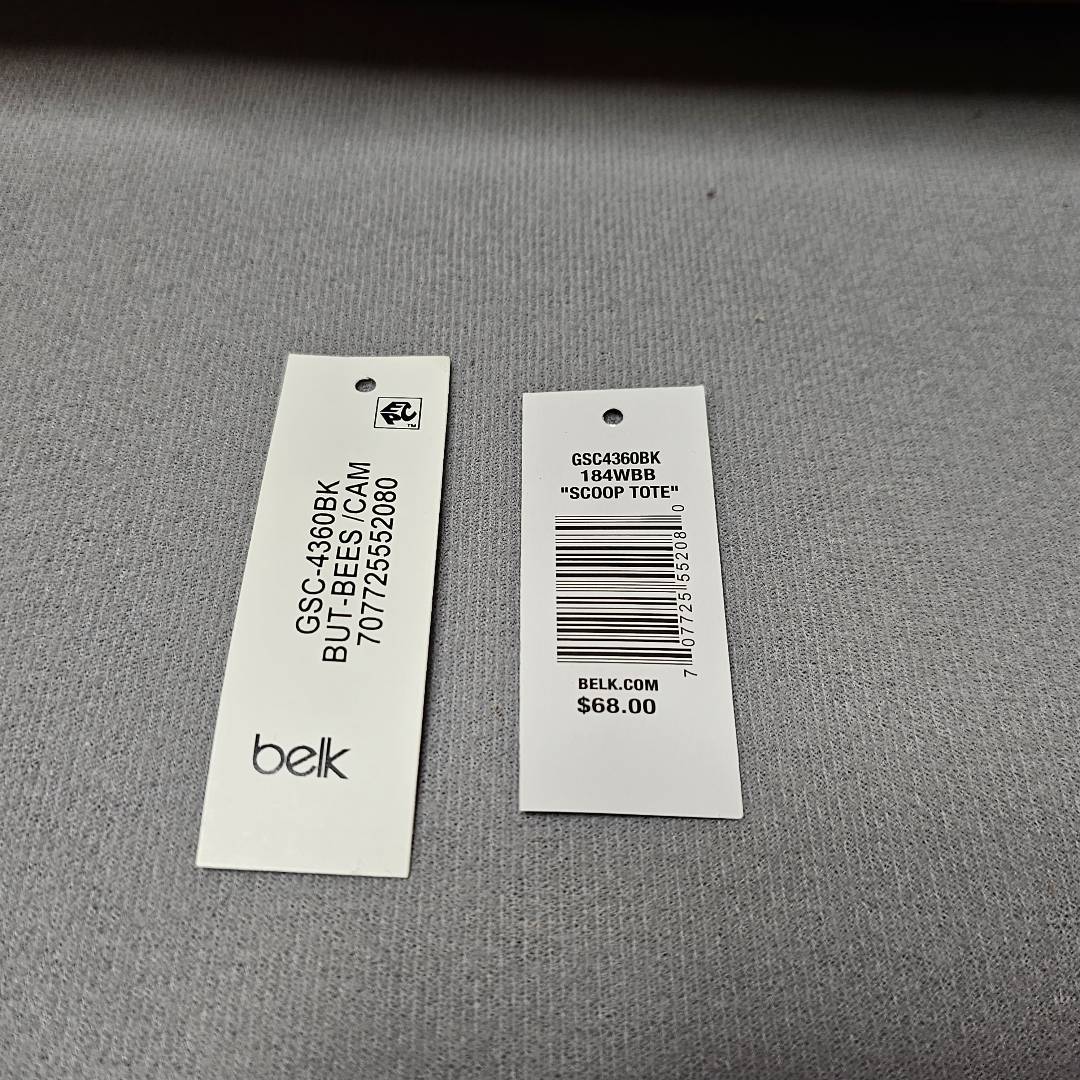 GSC-4360BK
BUT-BEES /CAM
707725552080
belk
GSC4360BK
184WBB
"SCOOP TOTE"
7 07725 55208 0
BELK.COM
$68.00